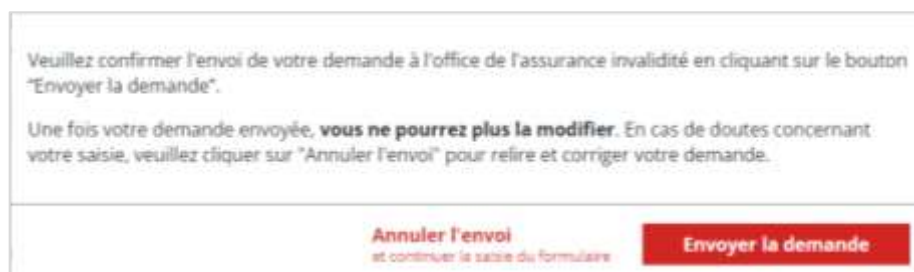 Veuillez confirmer l'envoi de votre demande à l'office de l'assurance invalidité en cliquant sur le bouton
"Envoyer la demande".
Une fois votre demande envoyée, vous ne pourrez plus la modifier. En cas de doutes concernant
votre saisie, veuillez cliquer sur "Annuler l'envoi" pour relire et corriger votre demande.
Annuler l'envoi
et continuer la saisie du formulaire
Envoyer la demande